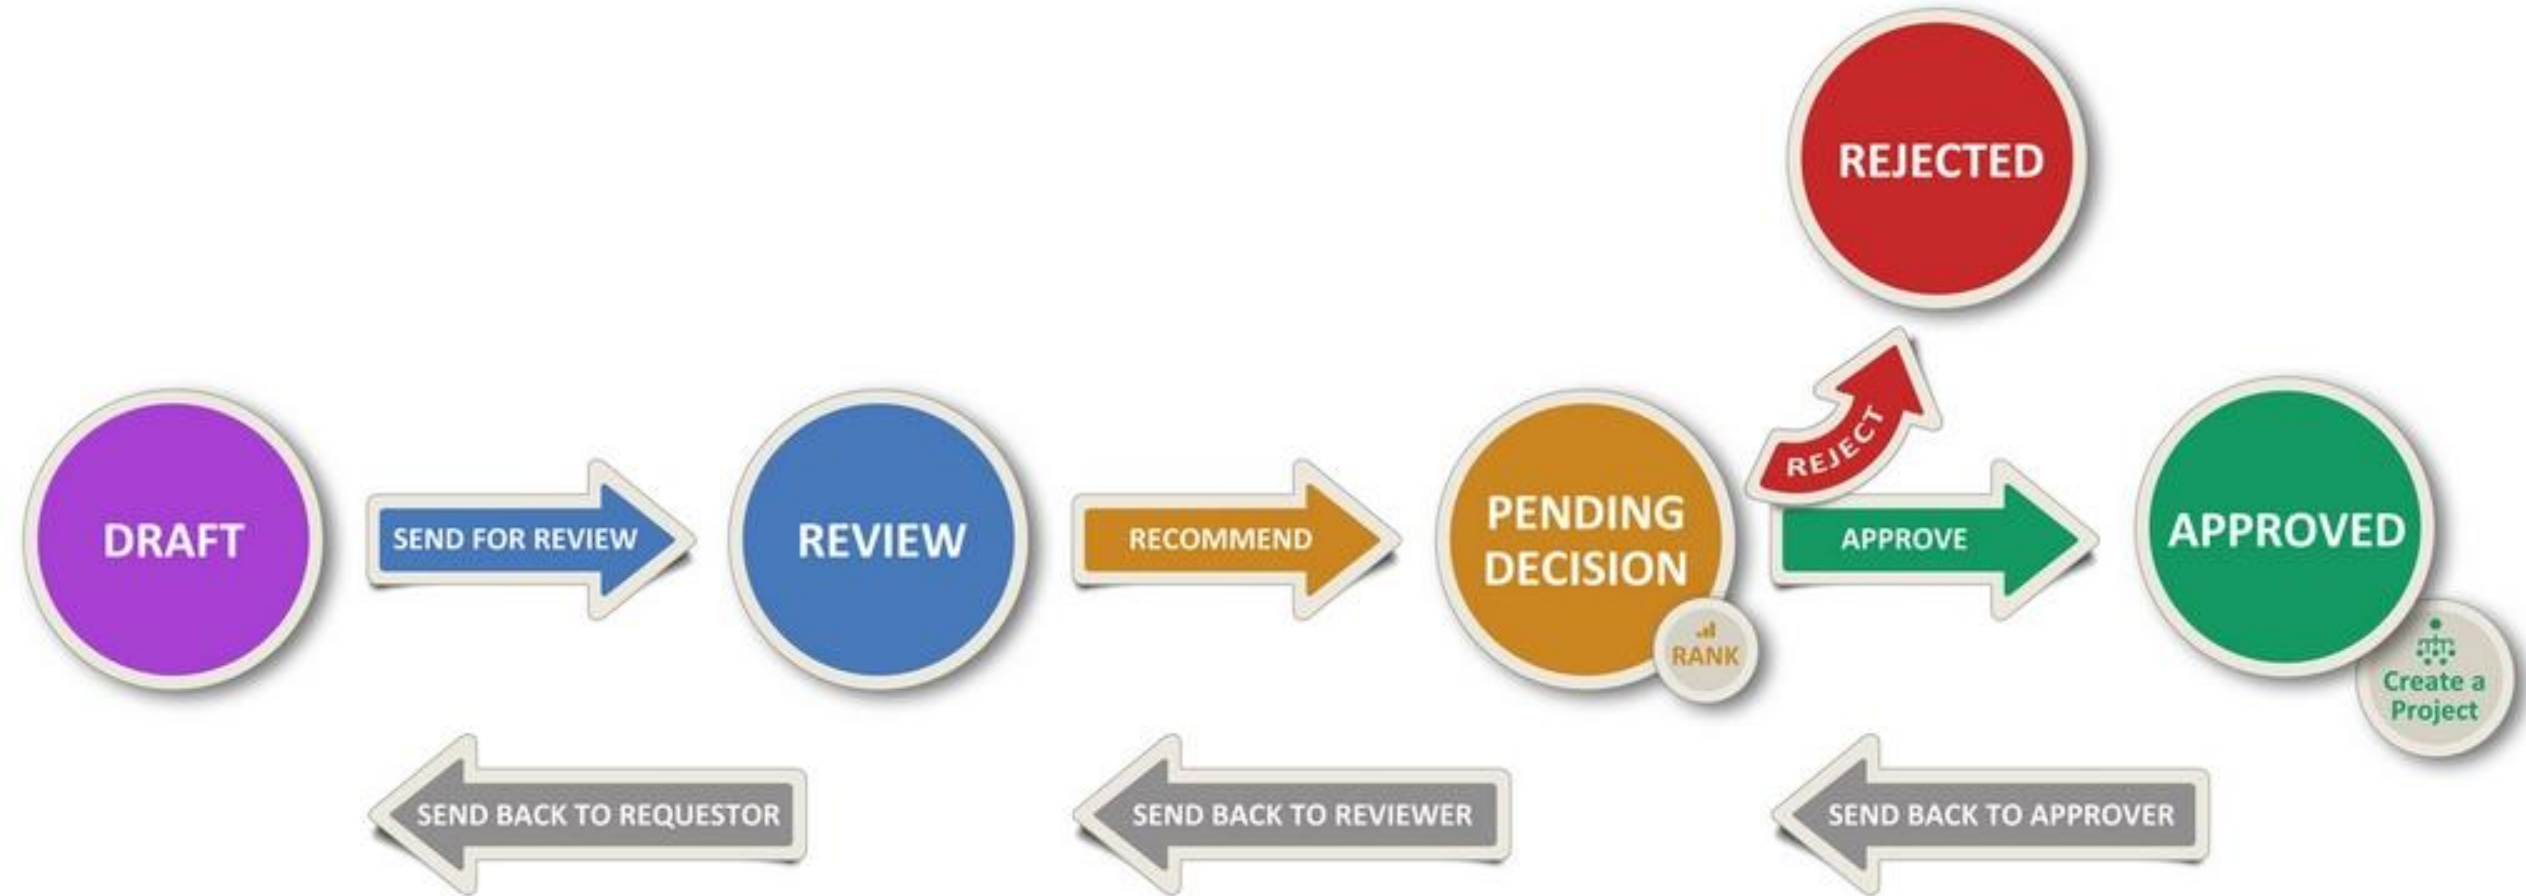 REJECTED
REJECT
DRAFT
SEND FOR REVIEW
REVIEW
RECOMMEND
PENDING
DECISION
RANK
APPROVE
APPROVED
Create a
Project
SEND BACK TO REQUESTOR
SEND BACK TO REVIEWER
SEND BACK TO APPROVER